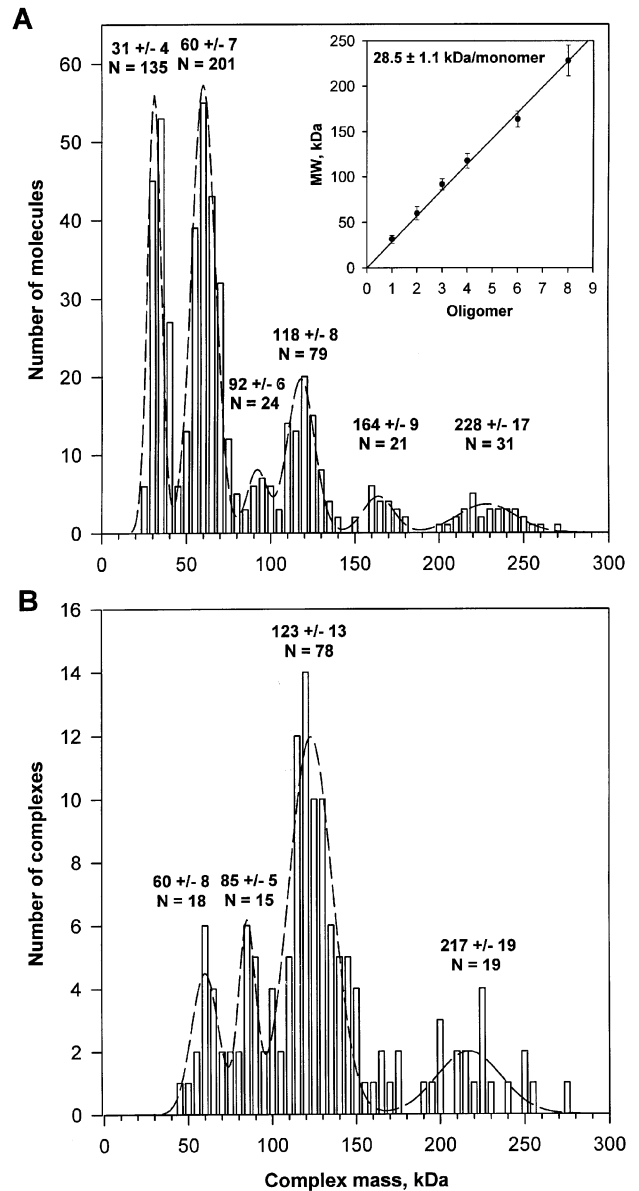 A
31 +/- 4
N = 135
60 +/- 7
N = 201
92 +/- 6
N = 24
118 +/- 8
N = 79
164 +/- 9
N = 21
228 +/- 17
N = 31
Number of molecules
60
50
40
30
20
10
0
0 50 100 150 200 250 300
28.5 ± 1.1 kDa/monomer
MW, kDa
250
200
150
100
50
0
0 1 2 3 4 5 6 7 8 9
Oligomer
B
123 +/- 13
N = 78
60 +/- 8
N = 18
85 +/- 5
N = 15
217 +/- 19
N = 19
Number of complexes
16
14
12
10
8
6
4
2
0
0 50 100 150 200 250 300
Complex mass, kDa